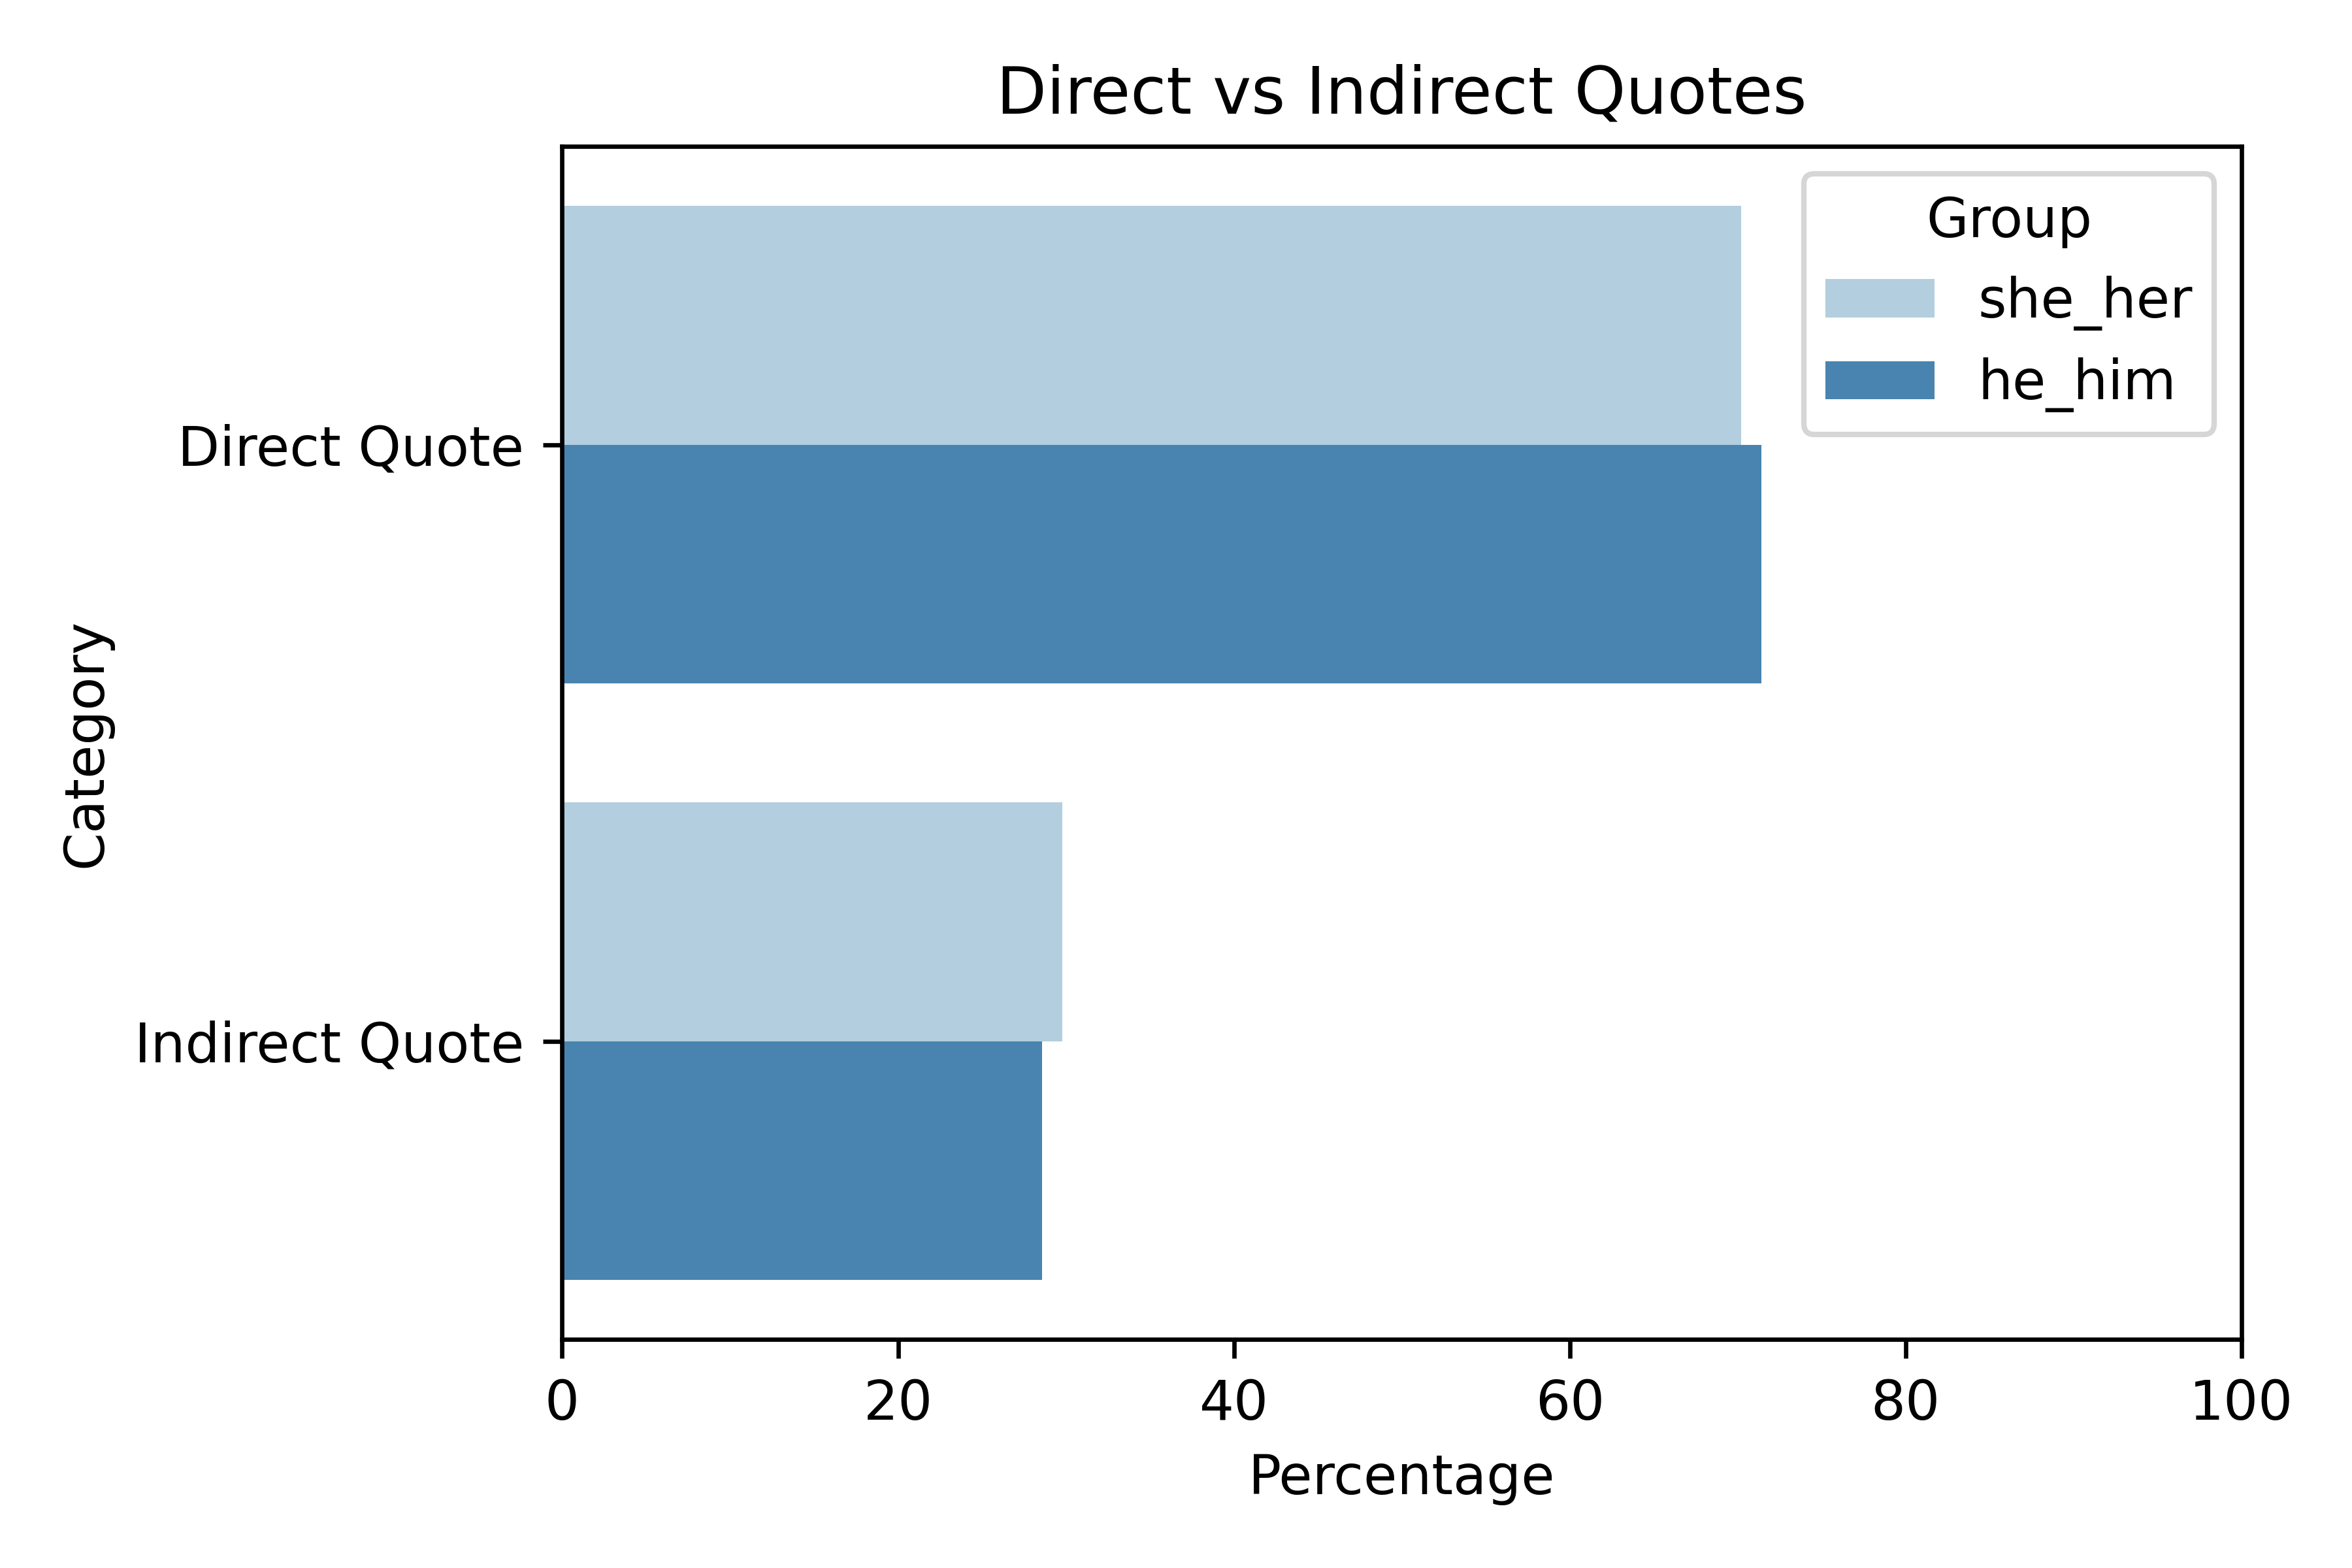 Direct vs Indirect Quotes
Group
she_her
he_him
Direct Quote
Indirect Quote
Category
0 20 40 60 80 100
Percentage